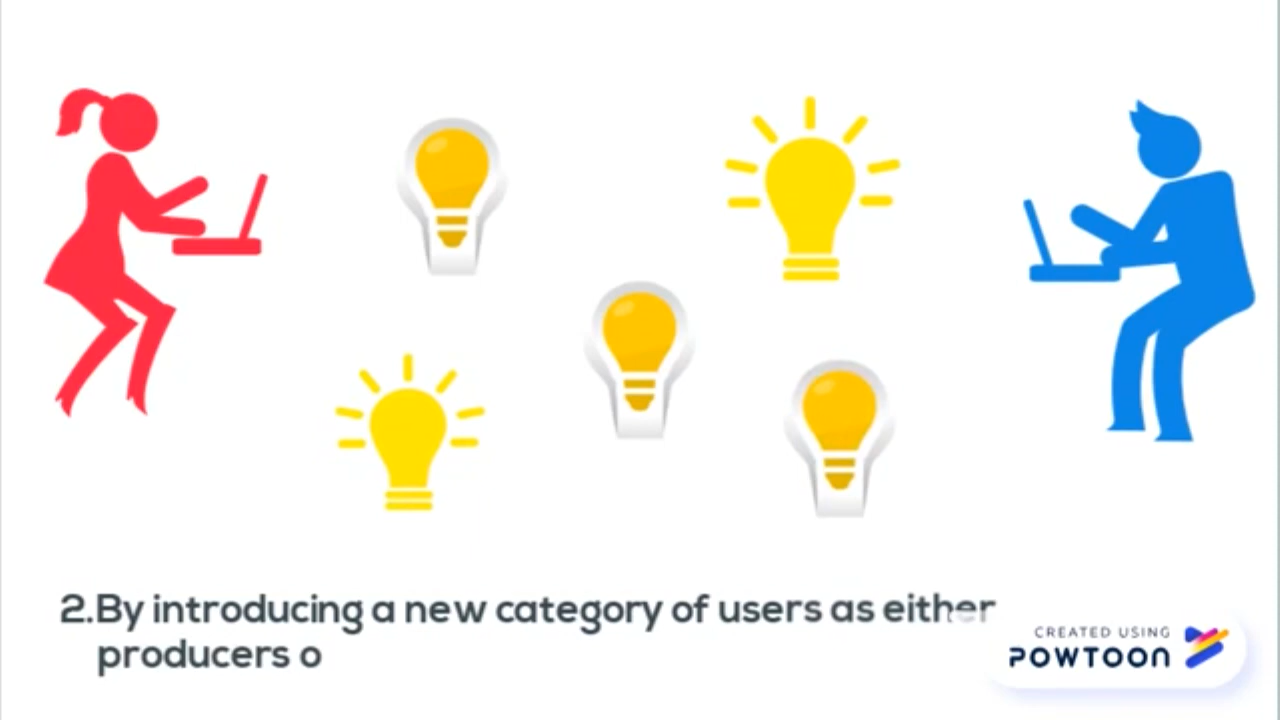 2.By introducing a new category of users as either
producers o
CREATED USING
POWTOON